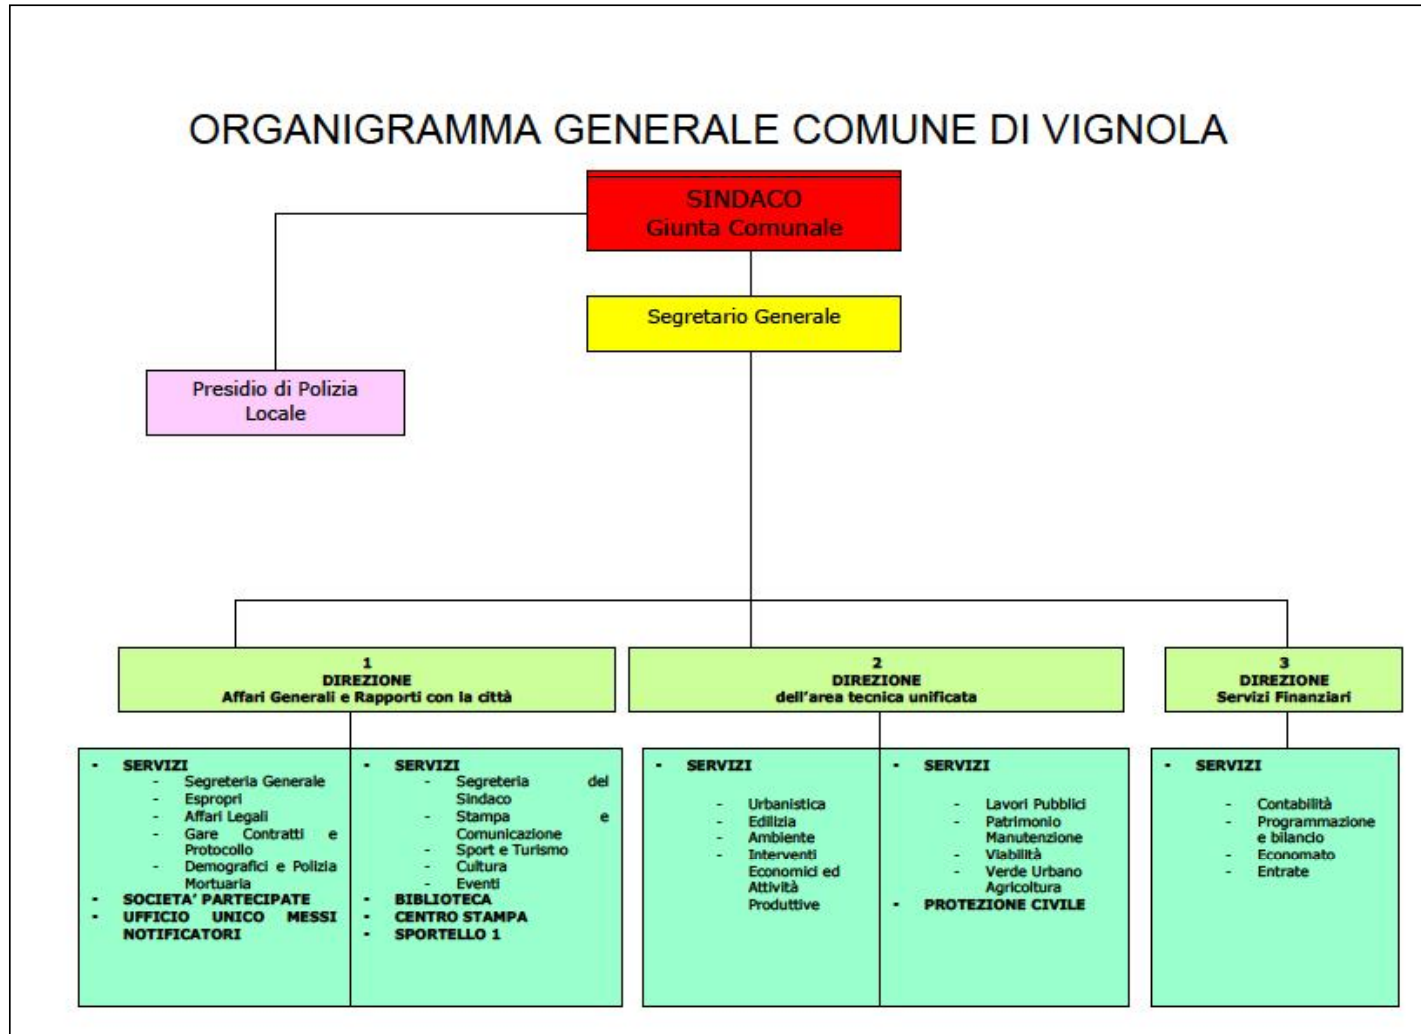 ORGANIGRAMMA GENERALE COMUNE DI VIGNOLA
SINDACO
Giunta Comunale
Segretario Generale
Presidio di Polizia
Locale
1
DIREZIONE
Affari Generali e Rapporti con la città
2
DIREZIONE
dell'area tecnica unificata
3
DIREZIONE
Servizi Finanziari
- SERVIZI
- Segreteria Generale
- Espropri
- Affari Legali
- Gare Contratti e
Protocollo
- Demografici e Polizia
Mortuaria
- SOCIETA' PARTECIPATE
- UFFICIO UNICO MESSI
NOTIFICATORI
- SERVIZI
- Segreteria del
Sindaco
- Stampa e
Comunicazione
- Sport e Turismo
- Cultura
- Eventi
- BIBLIOTECA
- CENTRO STAMPA
- SPORTELLO 1
- SERVIZI
- Urbanistica
- Edilizia
- Ambiente
- Interventi
Economici ed
Attività
Produttive
- SERVIZI
- Lavori Pubblici
- Patrimonio
Manutenzione
- Viabilità
- Verde Urbano
Agricoltura
- PROTEZIONE CIVILE
- SERVIZI
- Contabilità
- Programmazione
e bilancio
- Economato
- Entrate